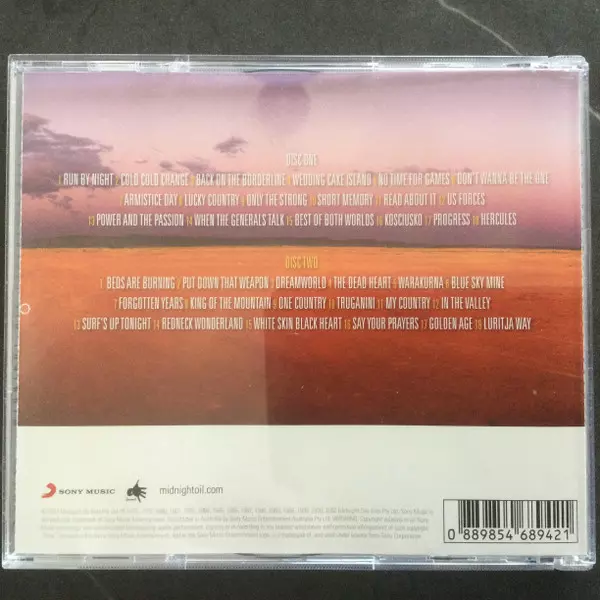 DISC ONE
1 RUN BY NIGHT 2 COLD COLD CHANGE 3 BACK ON THE BORDERLINE 4 WEDDING CAKE ISLAND 5 NO TIME FOR GAMES 6 DON'T WANNA BE THE ONE
7 ARMISTICE DAY 8 LUCKY COUNTRY 9 ONLY THE STRONG 10 SHORT MEMORY 11 READ ABOUT IT 12 US FORCES
13 POWER AND THE PASSION 14 WHEN THE GENERALS TALK 15 BEST OF BOTH WORLDS 16 KOSCIUSKO 17 PROGRESS 18 HERCULES
DISC TWO
1 BEDS ARE BURNING 2 PUT DOWN THAT WEAPON 3 DREAMWORLD 4 THE DEAD HEART 5 WARAKURNA 6 BLUE SKY MINE
7 FORGOTTEN YEARS 8 KING OF THE MOUNTAIN 9 ONE COUNTRY 10 TRUGANINI 11 MY COUNTRY 12 IN THE VALLEY
13 SURF'S UP TONIGHT 14 REDNECK WONDERLAND 15 WHITE SKIN BLACK HEART 16 SAY YOUR PRAYERS 17 GOLDEN AGE 18 LURITJA WAY
SONY MUSIC midnightoil.com
0 889854 689421